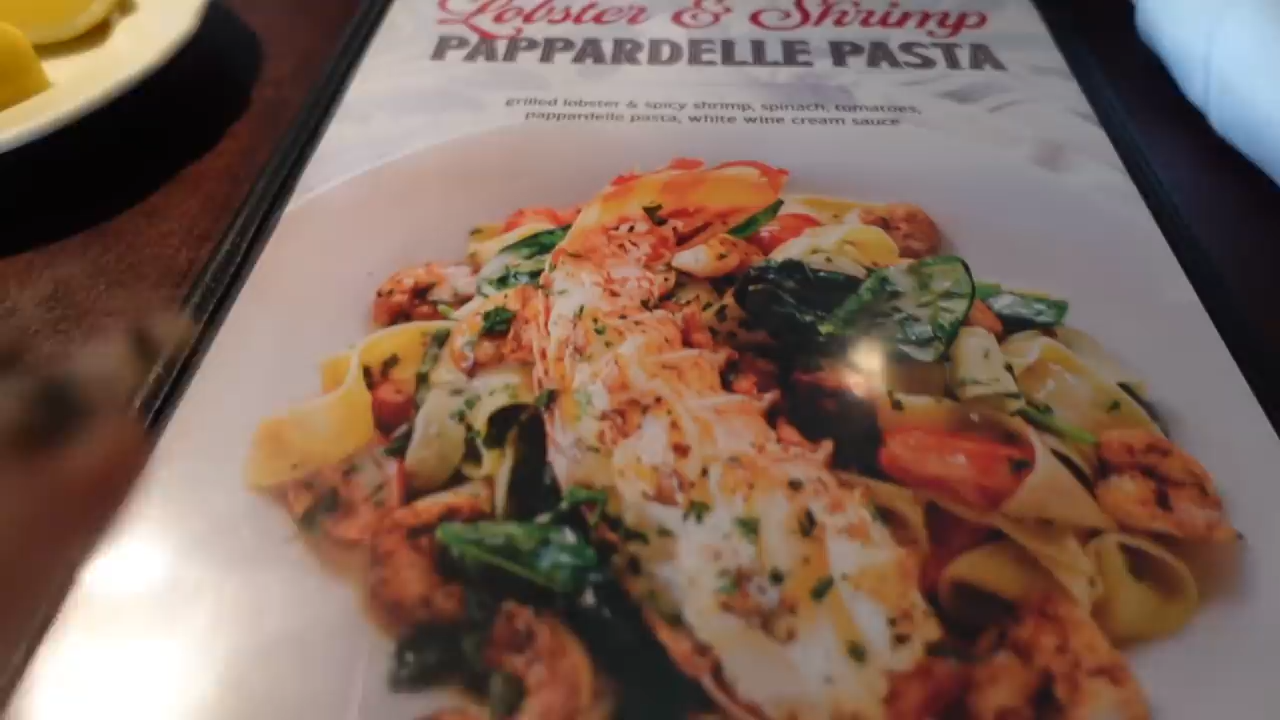 Lobster & Shrimp
PAPPARDELLE PASTA
grilled lobster & spicy shrimp, spinach, tomatoes,
pappardelle pasta, white wine cream sauce